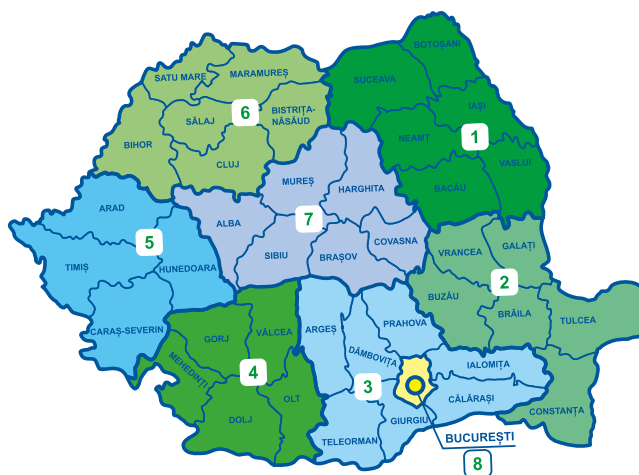 BOTOȘANI
SUCEAVA
SATU MARE
MARAMUREȘ
IAȘI
SĂLAJ
6
BISTRIȚA-
NĂSĂUD
NEAMȚ
1
BIHOR
CLUJ
VASLUI
MUREȘ
HARGHITA
BACĂU
ARAD
ALBA
7
5
COVASNA
GALAȚI
TIMIȘ
HUNEDOARA
SIBIU
BRAȘOV
VRANCEA
2
BUZĂU
BRĂILA
TULCEA
CARAȘ-SEVERIN
GORJ
VÂLCEA
ARGEȘ
PRAHOVA
MEHEDINȚI
4
DÂMBOVIȚA
IALOMIȚA
3
OLT
CĂLĂRAȘI
DOLJ
GIURGIU
CONSTANȚA
TELEORMAN
BUCUREȘTI
8